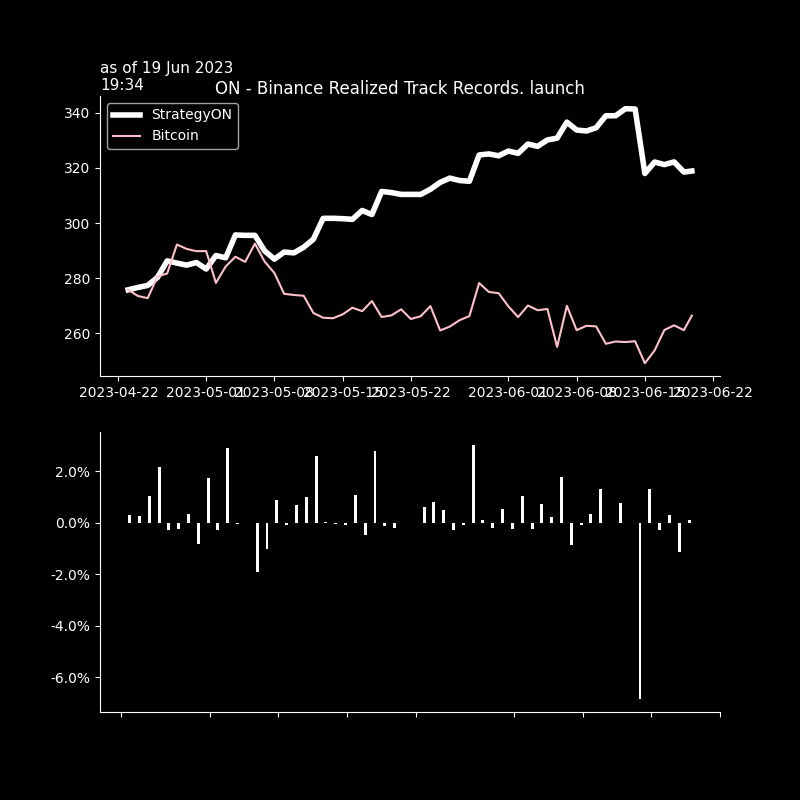 as of 19 Jun 2023
19:34
ON - Binance Realized Track Records. launch
StrategyON
Bitcoin
340
320
300
280
260
2023-04-22 2023-05-01 2023-05-08 2023-05-15 2023-05-22 2023-06-01 2023-06-08 2023-06-15 2023-06-22
2.0%
0.0%
-2.0%
-4.0%
-6.0%